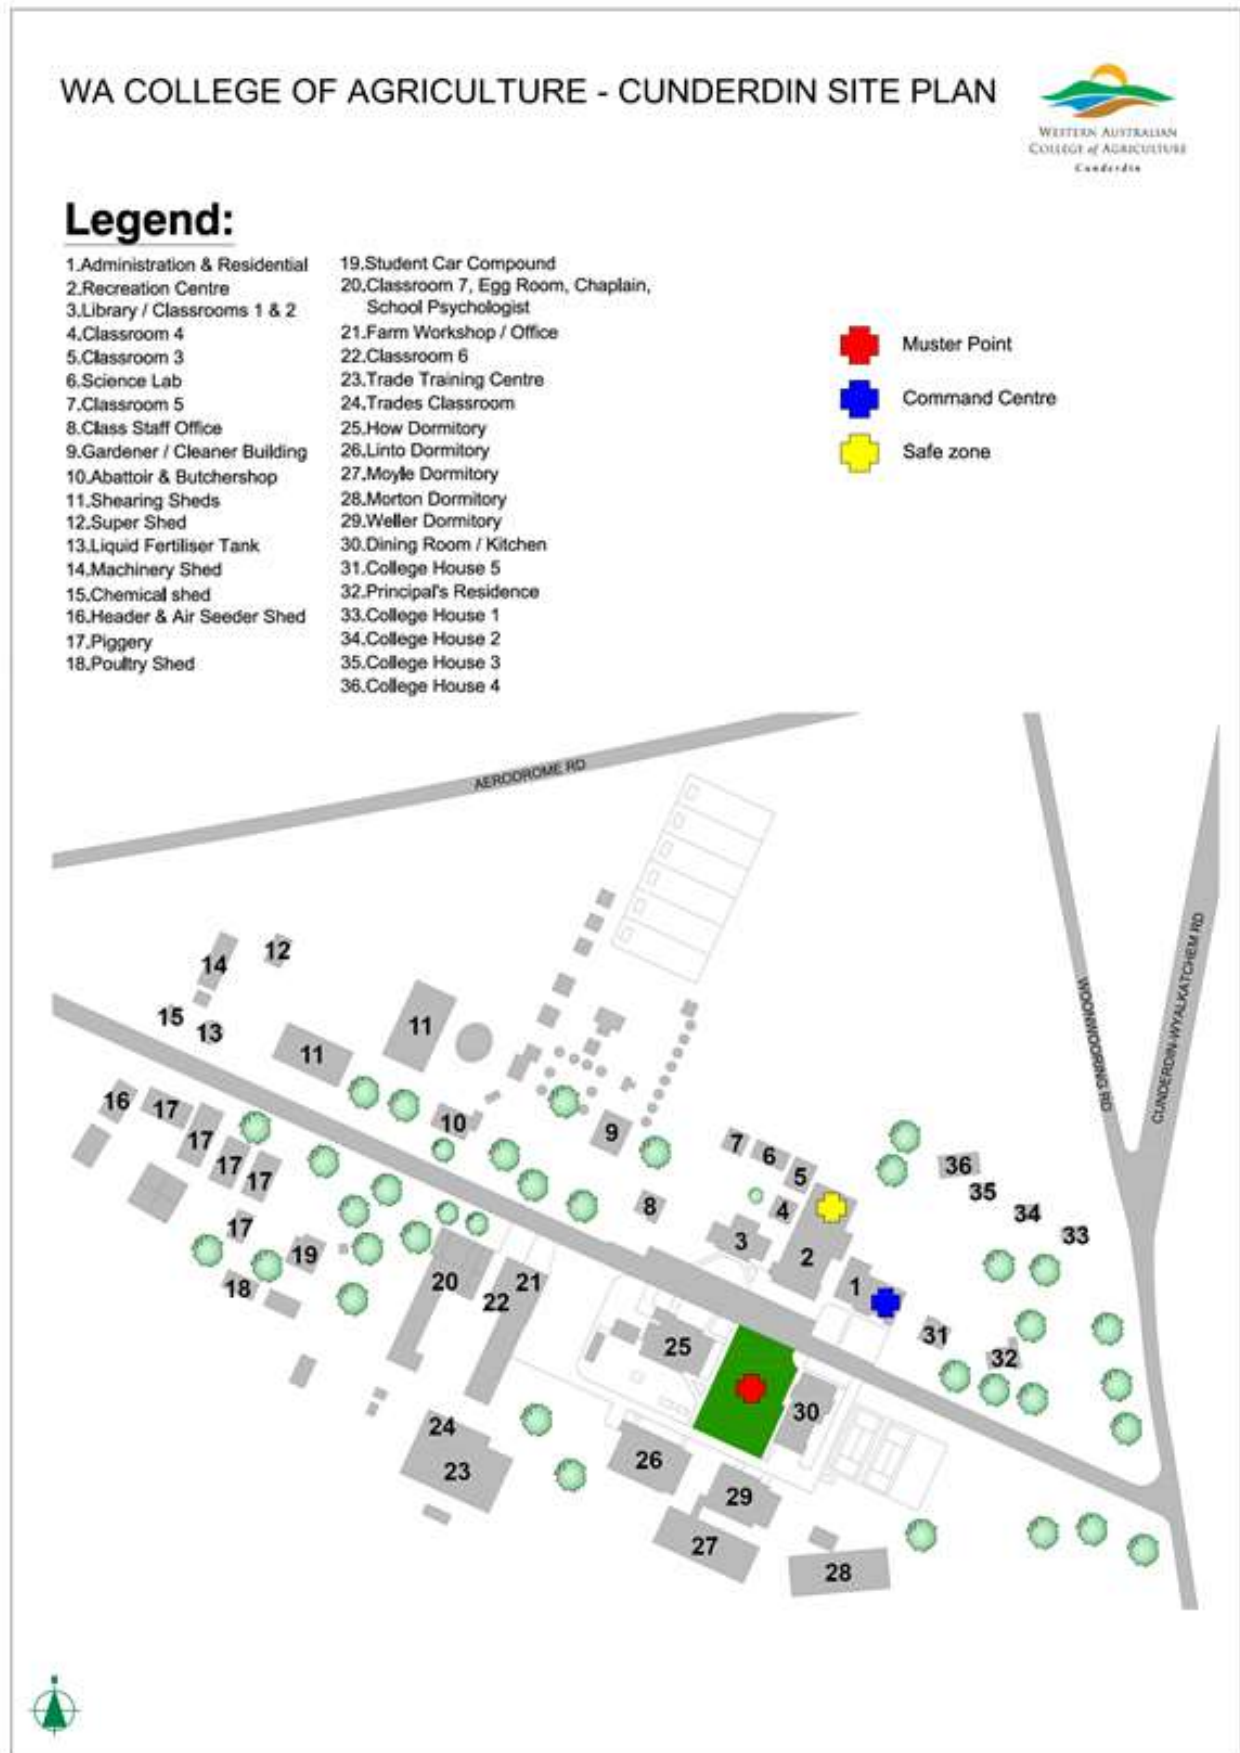 WA COLLEGE OF AGRICULTURE - CUNDERDIN SITE PLAN
WESTERN AUSTRALIAN
COLLEGE of AGRICULTURE
Cunderdin
Legend:
1.Administration & Residential
2.Recreation Centre
3.Library / Classrooms 1 & 2
4.Classroom 4
5.Classroom 3
6.Science Lab
7.Classroom 5
8.Class Staff Office
9.Gardener / Cleaner Building
10.Abattoir & Butchershop
11.Shearing Sheds
12.Super Shed
13.Liquid Fertiliser Tank
14.Machinery Shed
15.Chemical shed
16.Header & Air Seeder Shed
17.Piggery
18.Poultry Shed
19.Student Car Compound
20.Classroom 7, Egg Room, Chaplain,
School Psychologist
21.Farm Workshop / Office
22.Classroom 6
23.Trade Training Centre
24.Trades Classroom
25.How Dormitory
26.Linto Dormitory
27.Moyle Dormitory
28.Morton Dormitory
29.Weller Dormitory
30.Dining Room / Kitchen
31.College House 5
32.Principal's Residence
33.College House 1
34.College House 2
35.College House 3
36.College House 4
Muster Point
Command Centre
Safe zone
AERODROME RD
WOONWOORING RD
CUNDERDIN-WYALKATCHEM RD
14
12
15
13
11
11
16
17
17
17
17
17
10
9
7
6
5
4
8
3
2
1
36
35
34
33
19
18
20
21
22
25
31
32
30
24
23
26
29
27
28